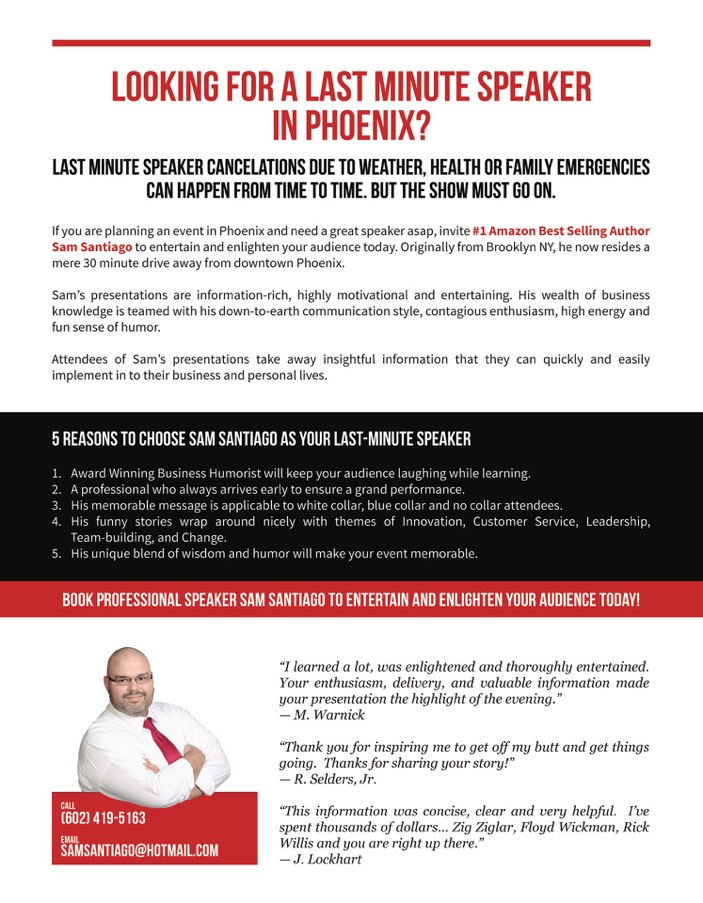 LOOKING FOR A LAST MINUTE SPEAKER
IN PHOENIX?
LAST MINUTE SPEAKER CANCELATIONS DUE TO WEATHER, HEALTH OR FAMILY EMERGENCIES
CAN HAPPEN FROM TIME TO TIME. BUT THE SHOW MUST GO ON.
If you are planning an event in Phoenix and need a great speaker asap, invite #1 Amazon Best Selling Author
Sam Santiago to entertain and enlighten your audience today. Originally from Brooklyn NY, he now resides a
mere 30 minute drive away from downtown Phoenix.
Sam's presentations are information-rich, highly motivational and entertaining. His wealth of business
knowledge is teamed with his down-to-earth communication style, contagious enthusiasm, high energy and
fun sense of humor.
Attendees of Sam's presentations take away insightful information that they can quickly and easily
implement in to their business and personal lives.
5 REASONS TO CHOOSE SAM SANTIAGO AS YOUR LAST-MINUTE SPEAKER
1. Award Winning Business Humorist will keep your audience laughing while learning.
2. A professional who always arrives early to ensure a grand performance.
3. His memorable message is applicable to white collar, blue collar and no collar attendees.
4. His funny stories wrap around nicely with themes of Innovation, Customer Service, Leadership,
Team-building, and Change.
5. His unique blend of wisdom and humor will make your event memorable.
BOOK PROFESSIONAL SPEAKER SAM SANTIAGO TO ENTERTAIN AND ENLIGHTEN YOUR AUDIENCE TODAY!
"I learned a lot, was enlightened and thoroughly entertained.
Your enthusiasm, delivery, and valuable information made
your presentation the highlight of the evening."
— M. Warnick
"Thank you for inspiring me to get off my butt and get things
going. Thanks for sharing your story!"
— R. Selders, Jr.
"This information was concise, clear and very helpful. I've
spent thousands of dollars... Zig Ziglar, Floyd Wickman, Rick
Willis and you are right up there."
— J. Lockhart
CALL
(602) 419-5163
EMAIL
SAMSANTIAGO@HOTMAIL.COM